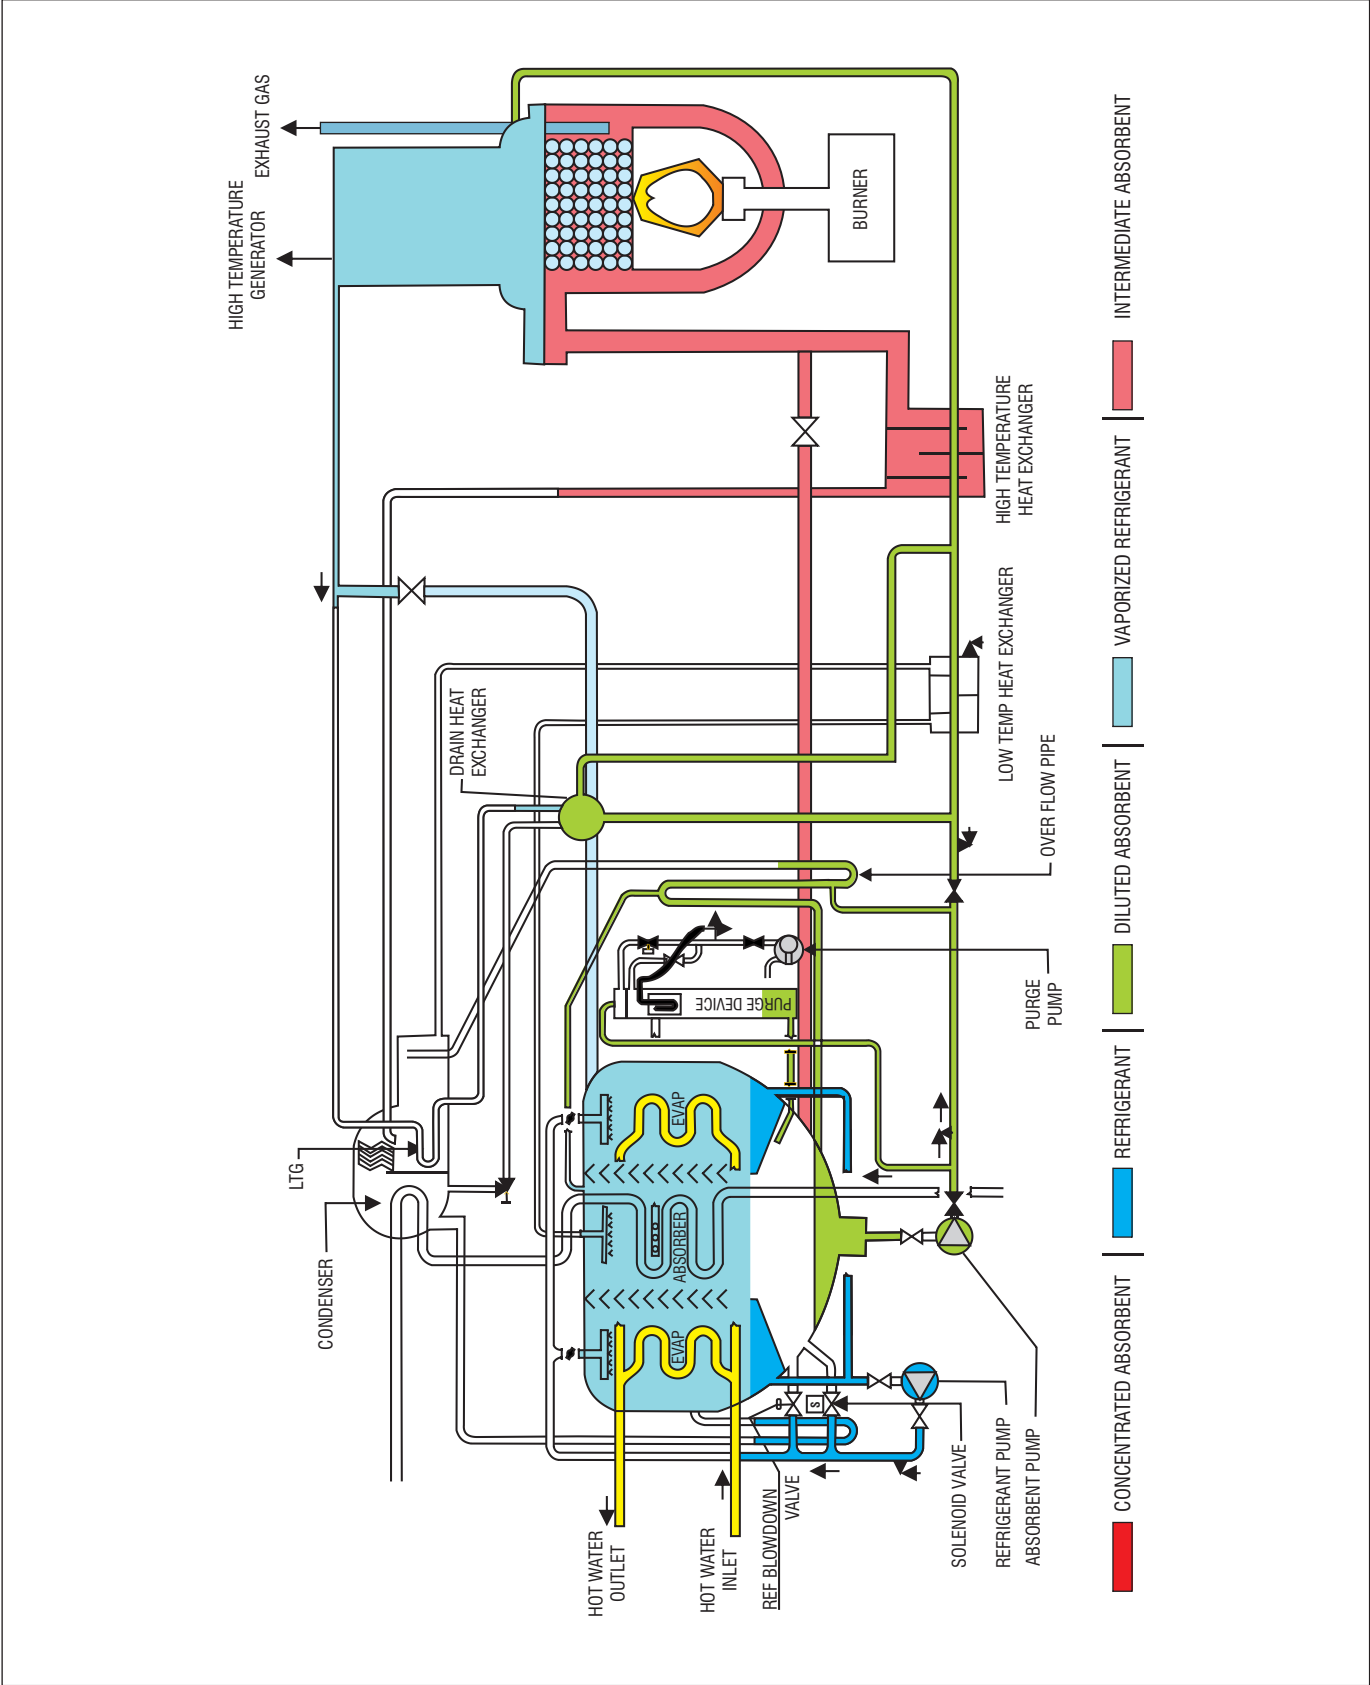 HIGH TEMPERATURE
GENERATOR
EXHAUST GAS
BURNER
HIGH TEMPERATURE
HEAT EXCHANGER
LOW TEMP HEAT EXCHANGER
DRAIN HEAT
EXCHANGER
OVER FLOW PIPE
PURGE
PUMP
PURGE DEVICE
LTG
CONDENSER
EVAP
ABSORBER
EVAP
S
HOT WATER
OUTLET
HOT WATER
INLET
REF BLOWDOWN
VALVE
SOLENOID VALVE
REFRIGERANT PUMP
ABSORBENT PUMP
CONCENTRATED ABSORBENT
REFRIGERANT
DILUTED ABSORBENT
VAPORIZED REFRIGERANT
INTERMEDIATE ABSORBENT